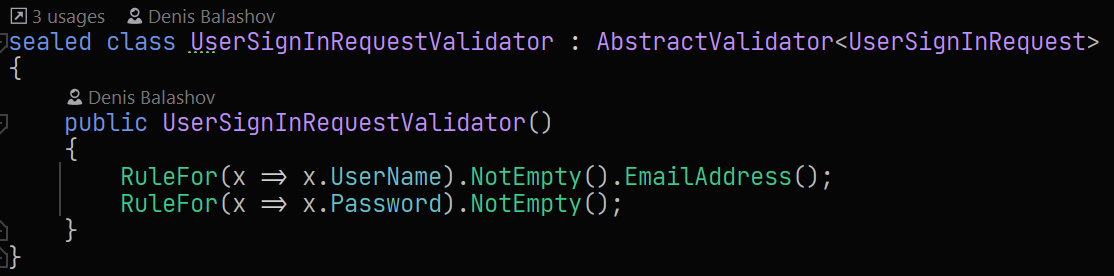 3 usages Denis Balashov
sealed class UserSignInRequestValidator : AbstractValidator<UserSignInRequest>
{
Denis Balashov
public UserSignInRequestValidator()
{
RuleFor(x => x.UserName).NotEmpty().EmailAddress();
RuleFor(x => x.Password).NotEmpty();
}
}